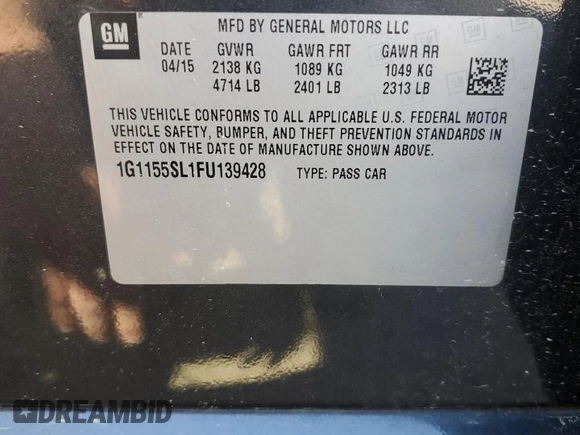 GM
MFD BY GENERAL MOTORS LLC
DATE GVWR GAWR FRT GAWR RR
04/15 2138 KG 1089 KG 1049 KG
4714 LB 2401 LB 2313 LB
THIS VEHICLE CONFORMS TO ALL APPLICABLE U.S. FEDERAL MOTOR
VEHICLE SAFETY, BUMPER, AND THEFT PREVENTION STANDARDS IN
EFFECT ON THE DATE OF MANUFACTURE SHOWN ABOVE.
1G1155SL1FU139428 TYPE: PASS CAR
DREAMBID